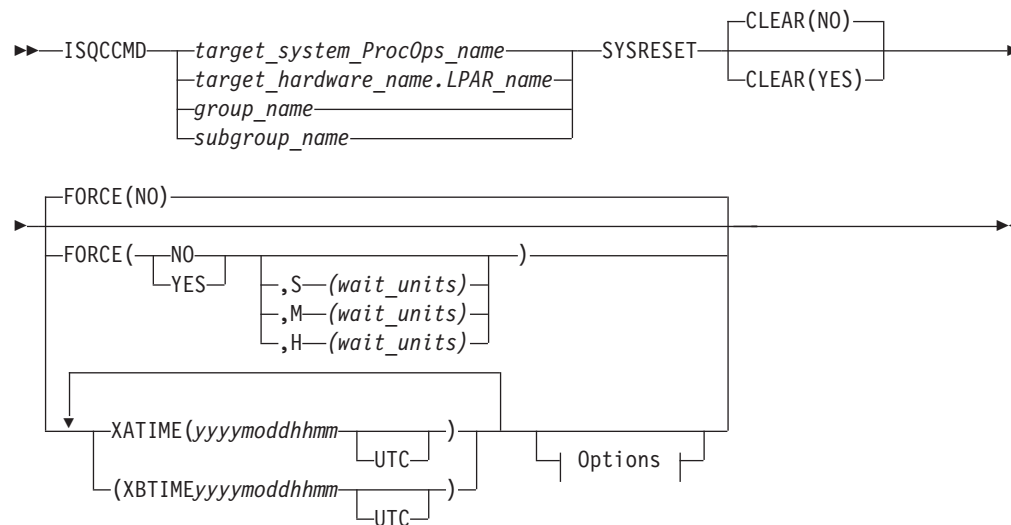 ISQCCMD target_system_ProcOps_name SYSRESET CLEAR(NO)
target_hardware_name.LPAR_name CLEAR(YES)
group_name
subgroup_name
FORCE(NO)
FORCE( NO )
YES ,S (wait_units)
,M (wait_units)
,H (wait_units)
XATIME(yyyymoddhhmm )
UTC Options
(XBTIMEyyyymoddhhmm )
UTC